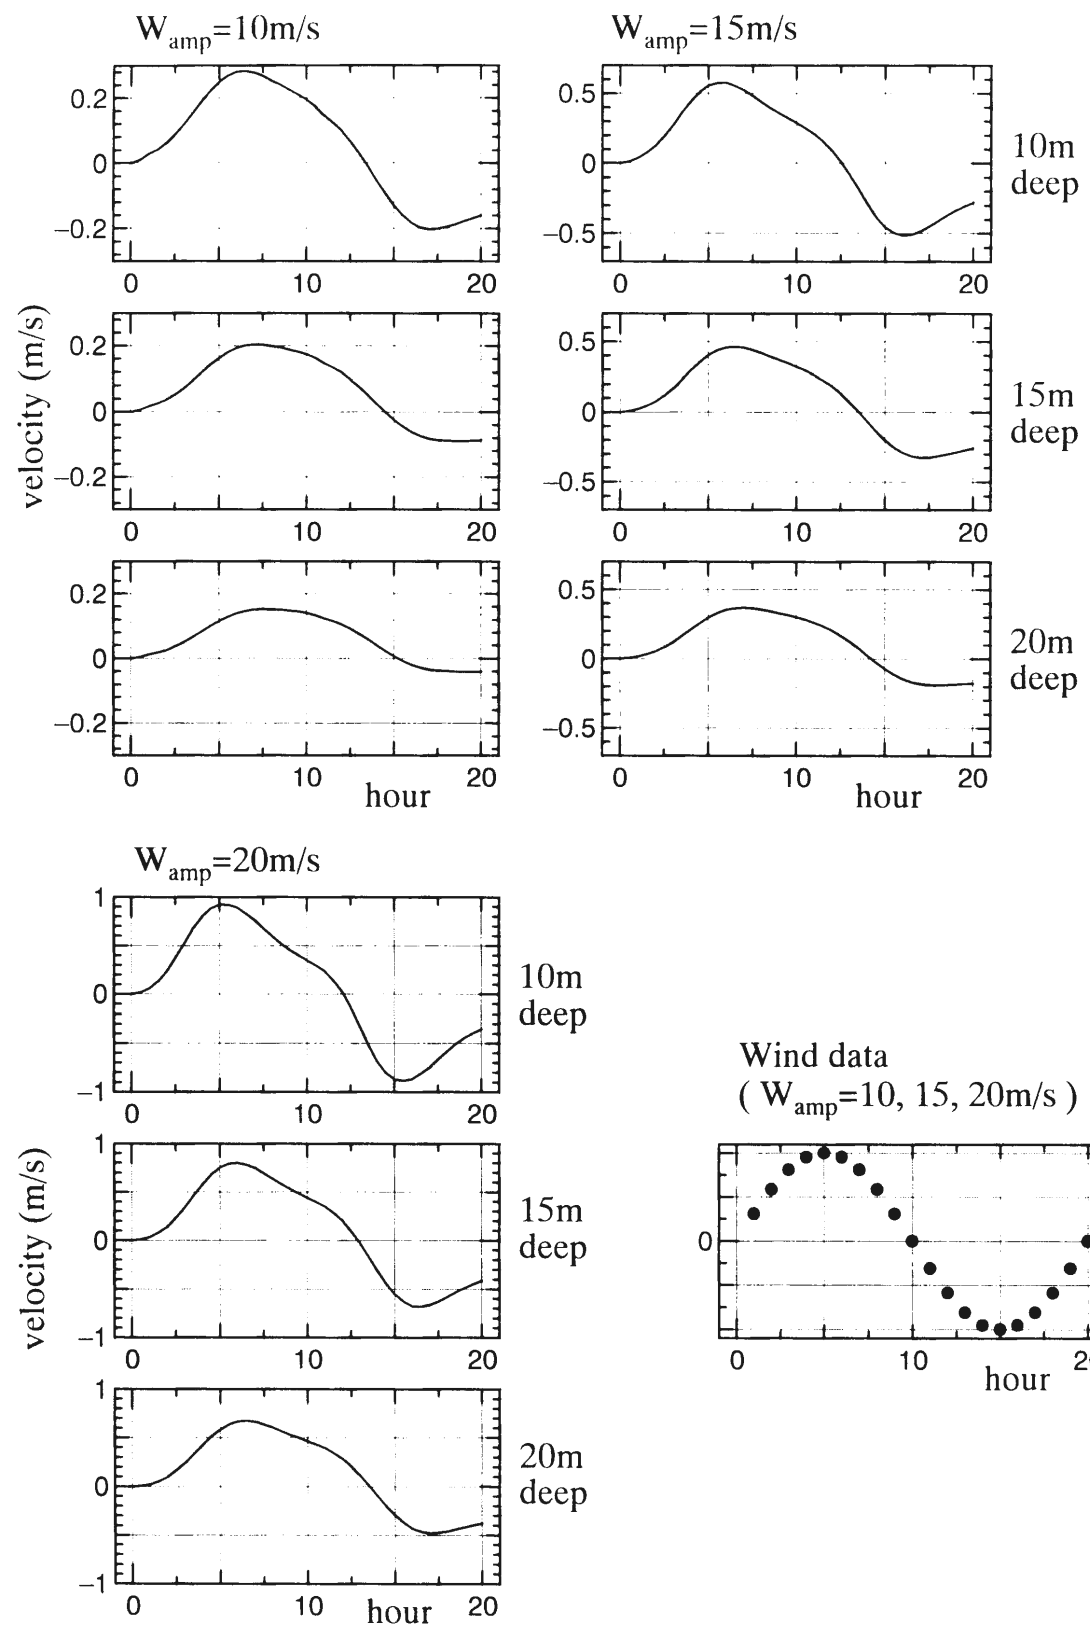 W_amp=10m/s W_amp=15m/s
0.2
0
−0.2
0 10 20
0.5
0
−0.5
0 10 20
10m
deep
velocity (m/s)
0.2
0
−0.2
0 10 20
0.5
0
−0.5
0 10 20
15m
deep
0.2
0
−0.2
0 10 20
hour
0.5
0
−0.5
0 10 20
hour
20m
deep
W_amp=20m/s
1
0
−1
0 10 20
10m
deep
velocity (m/s)
1
0
−1
0 10 20
15m
deep
1
0
−1
0 10 20
hour
20m
deep
Wind data
( W_amp=10, 15, 20m/s )
0
0 10
hour